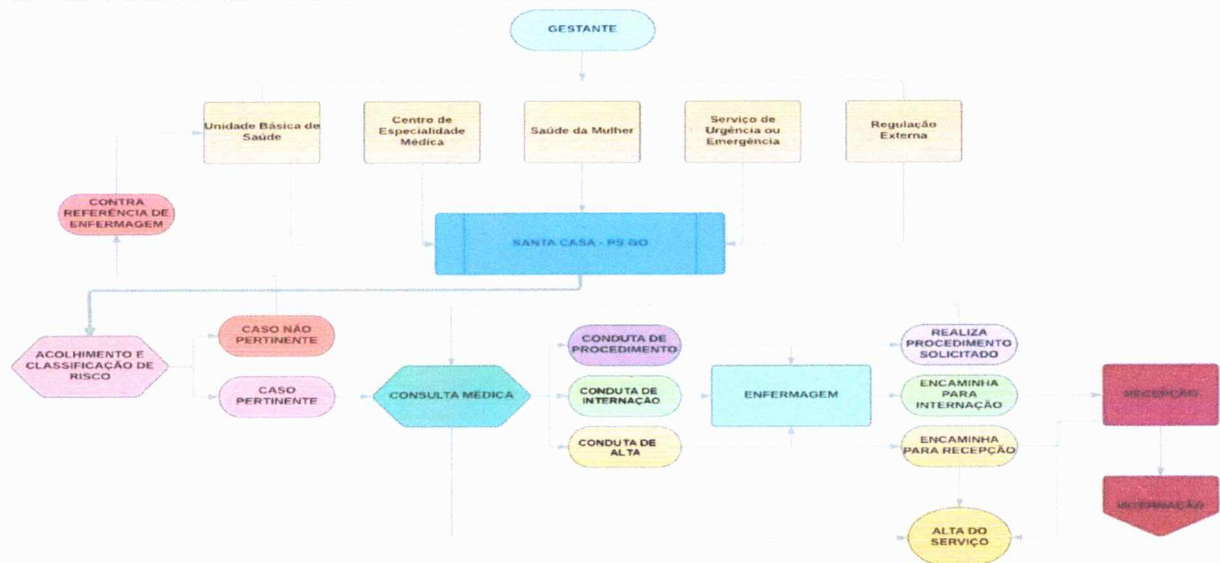 GESTANTE
Unidade Básica de
Saúde
Centro de
Especialidade
Médica
Saúde da Mulher
Serviço de
Urgência ou
Emergência
Regulação
Externa
CONTRA
REFERÊNCIA DE
ENFERMAGEM
SANTA CASA - PS GO
ACOLHIMENTO E
CLASSIFICAÇÃO DE
RISCO
CASO NÃO
PERTINENTE
CASO
PERTINENTE
CONSULTA MÉDICA
CONDUTA DE
PROCEDIMENTO
CONDUTA DE
INTERNAÇÃO
CONDUTA DE
ALTA
ENFERMAGEM
REALIZA
PROCEDIMENTO
SOLICITADO
ENCAMINHA
PARA
INTERNAÇÃO
ENCAMINHA
PARA RECEPÇÃO
ALTA DO
SERVIÇO
RECEPÇÃO
INTERNAÇÃO